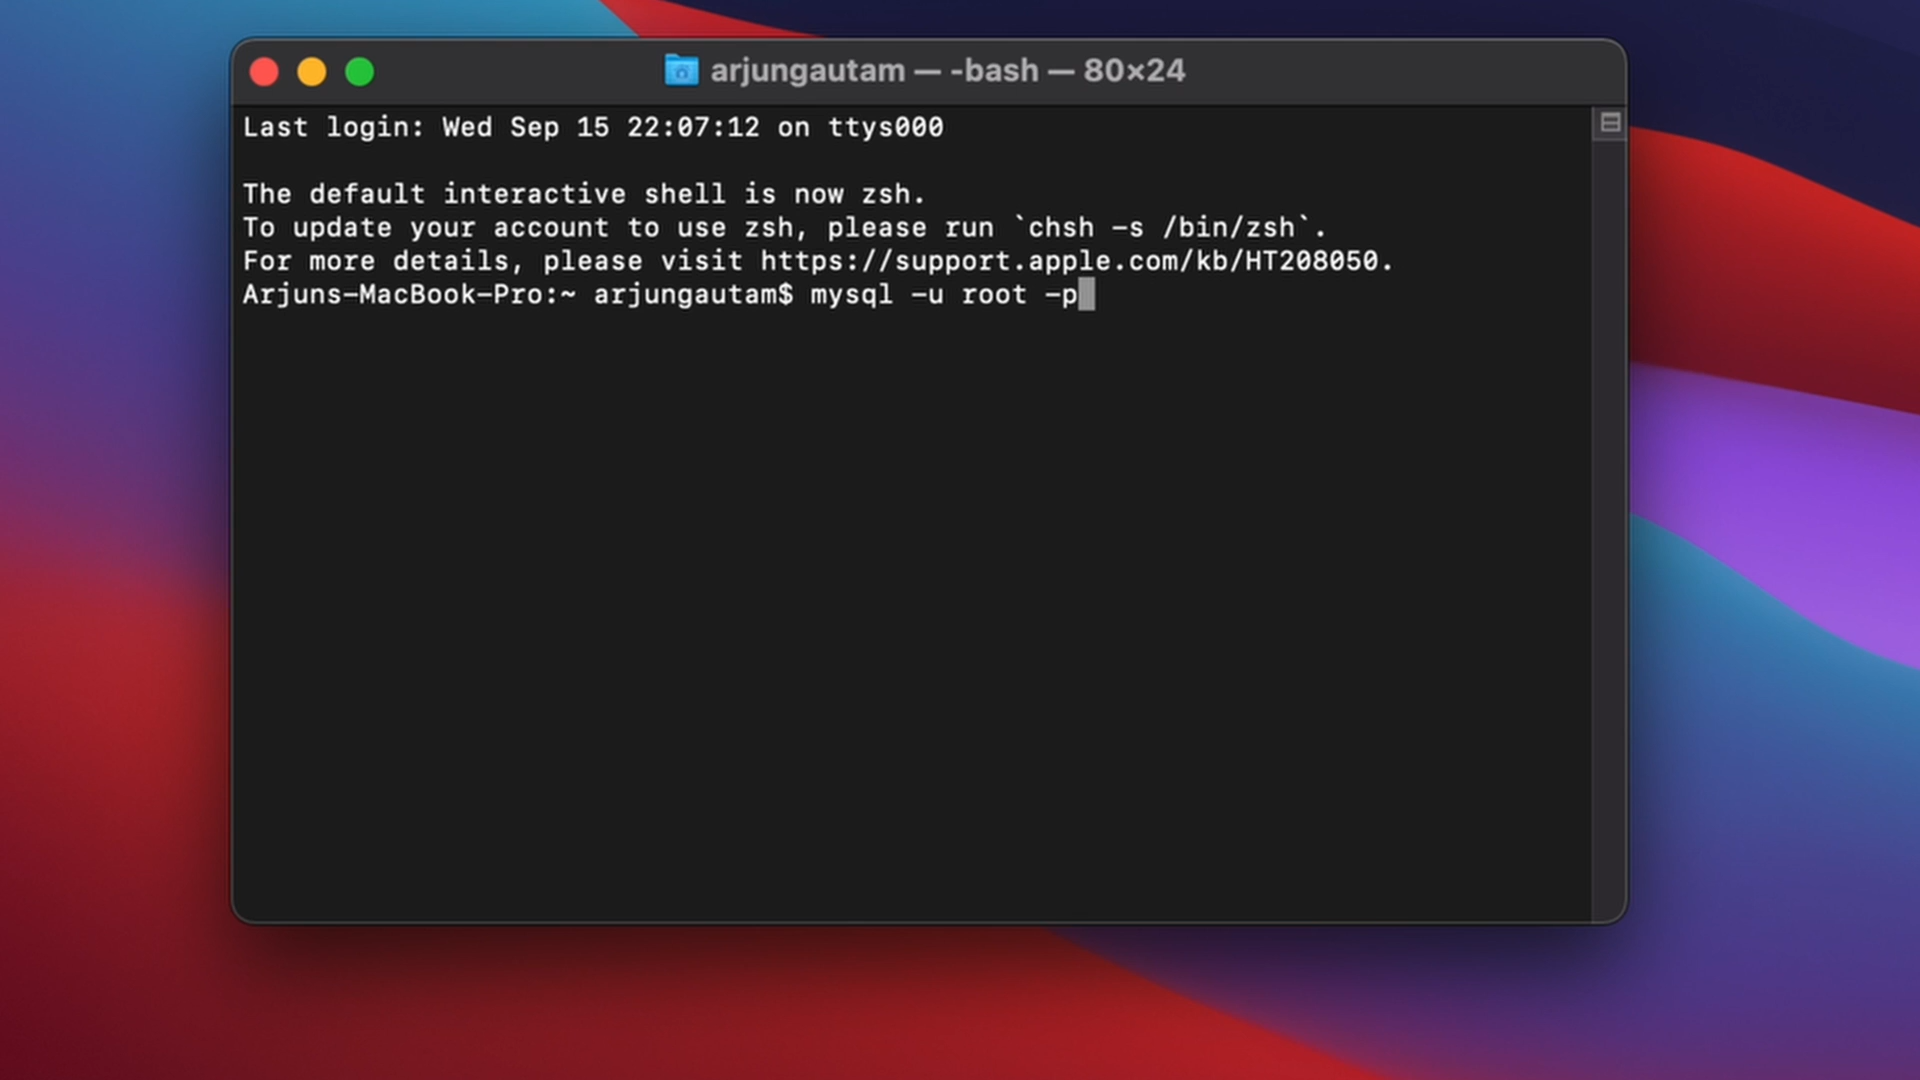 arjungautam — -bash — 80×24
Last login: Wed Sep 15 22:07:12 on ttys000
The default interactive shell is now zsh.
To update your account to use zsh, please run `chsh -s /bin/zsh`.
For more details, please visit https://support.apple.com/kb/HT208050.
Arjuns-MacBook-Pro:~ arjungautam$ mysql -u root -p